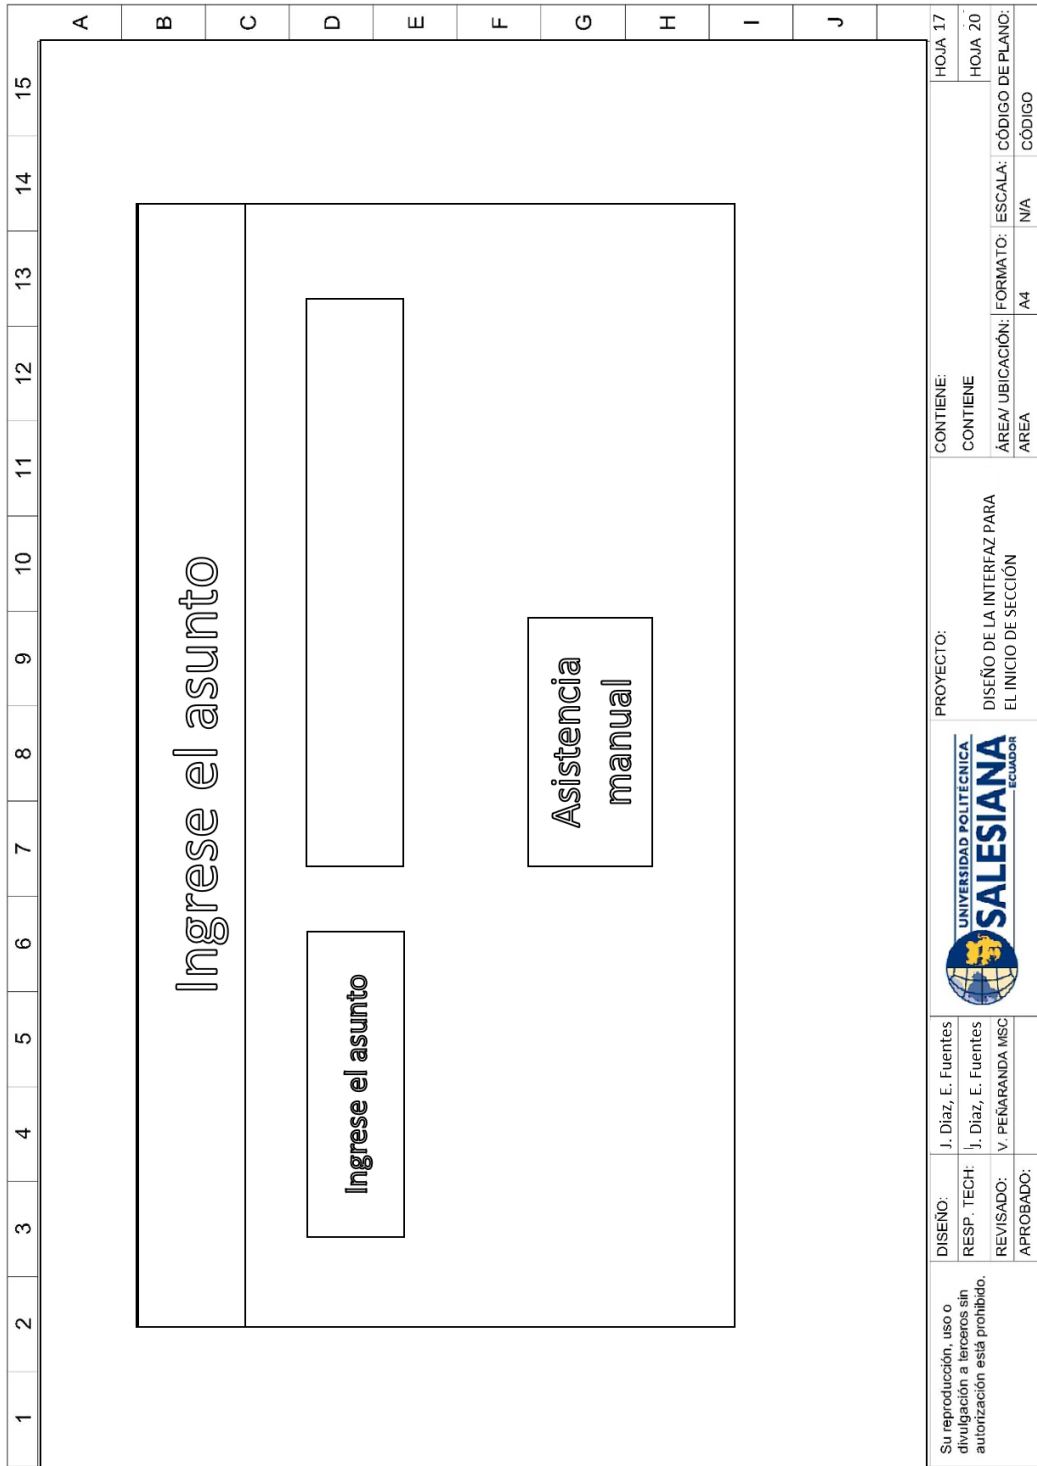 1 2 3 4 5 6 7 8 9 10 11 12 13 14 15
A
B
C
D
E
F
G
H
I
J
Ingrese el asunto
Ingrese el asunto
Asistencia
manual
Su reproducción, uso o
divulgación a terceros sin
autorización está prohibido.
DISEÑO: J. Diaz, E. Fuentes
RESP. TECH: J. Diaz, E. Fuentes
REVISADO: V. PEÑARANDA MSC
APROBADO:
UNIVERSIDAD POLITÉCNICA
SALESIANA
ECUADOR
PROYECTO:
DISEÑO DE LA INTERFAZ PARA
EL INICIO DE SECCIÓN
CONTIENE:
CONTIENE
HOJA 17
HOJA 20
ÁREA/ UBICACIÓN: FORMATO: ESCALA: CÓDIGO DE PLANO:
AREA A4 N/A CÓDIGO